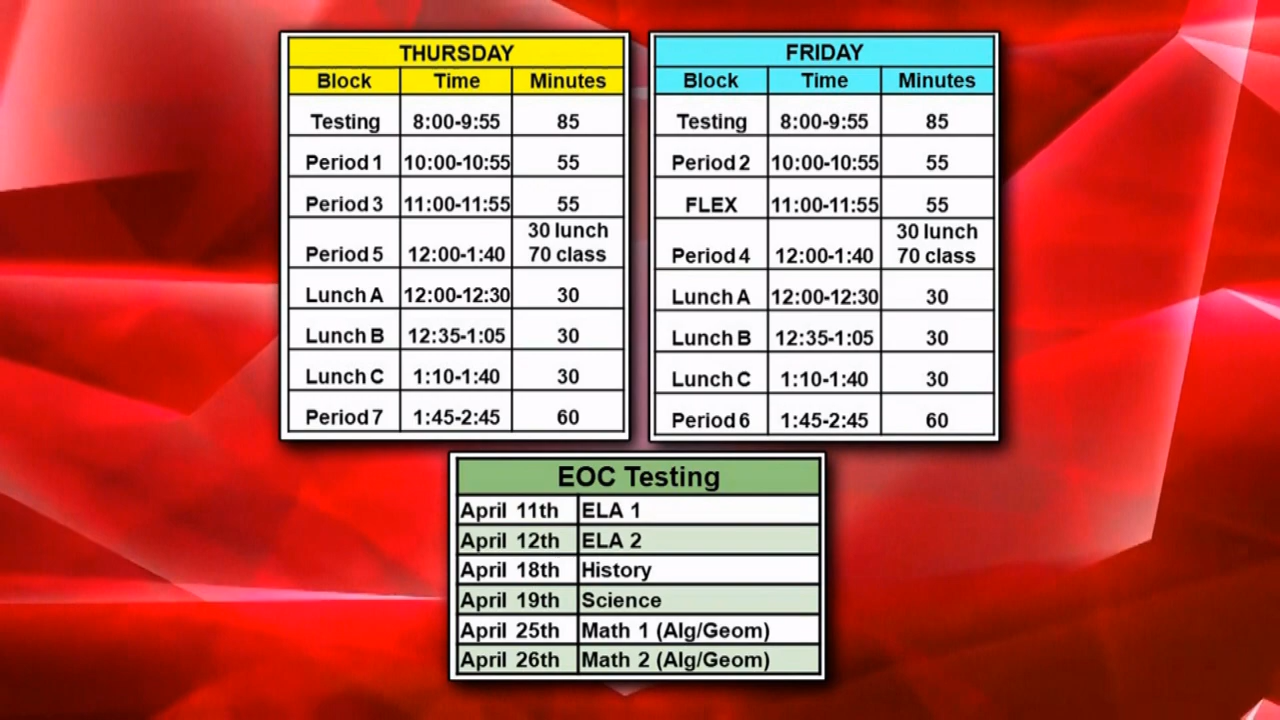 THURSDAY
Block Time Minutes
Testing 8:00-9:55 85
Period 1 10:00-10:55 55
Period 3 11:00-11:55 55
Period 5 12:00-1:40 30 lunch
70 class
Lunch A 12:00-12:30 30
Lunch B 12:35-1:05 30
Lunch C 1:10-1:40 30
Period 7 1:45-2:45 60
FRIDAY
Block Time Minutes
Testing 8:00-9:55 85
Period 2 10:00-10:55 55
FLEX 11:00-11:55 55
Period 4 12:00-1:40 30 lunch
70 class
Lunch A 12:00-12:30 30
Lunch B 12:35-1:05 30
Lunch C 1:10-1:40 30
Period 6 1:45-2:45 60
EOC Testing
April 11th ELA 1
April 12th ELA 2
April 18th History
April 19th Science
April 25th Math 1 (Alg/Geom)
April 26th Math 2 (Alg/Geom)